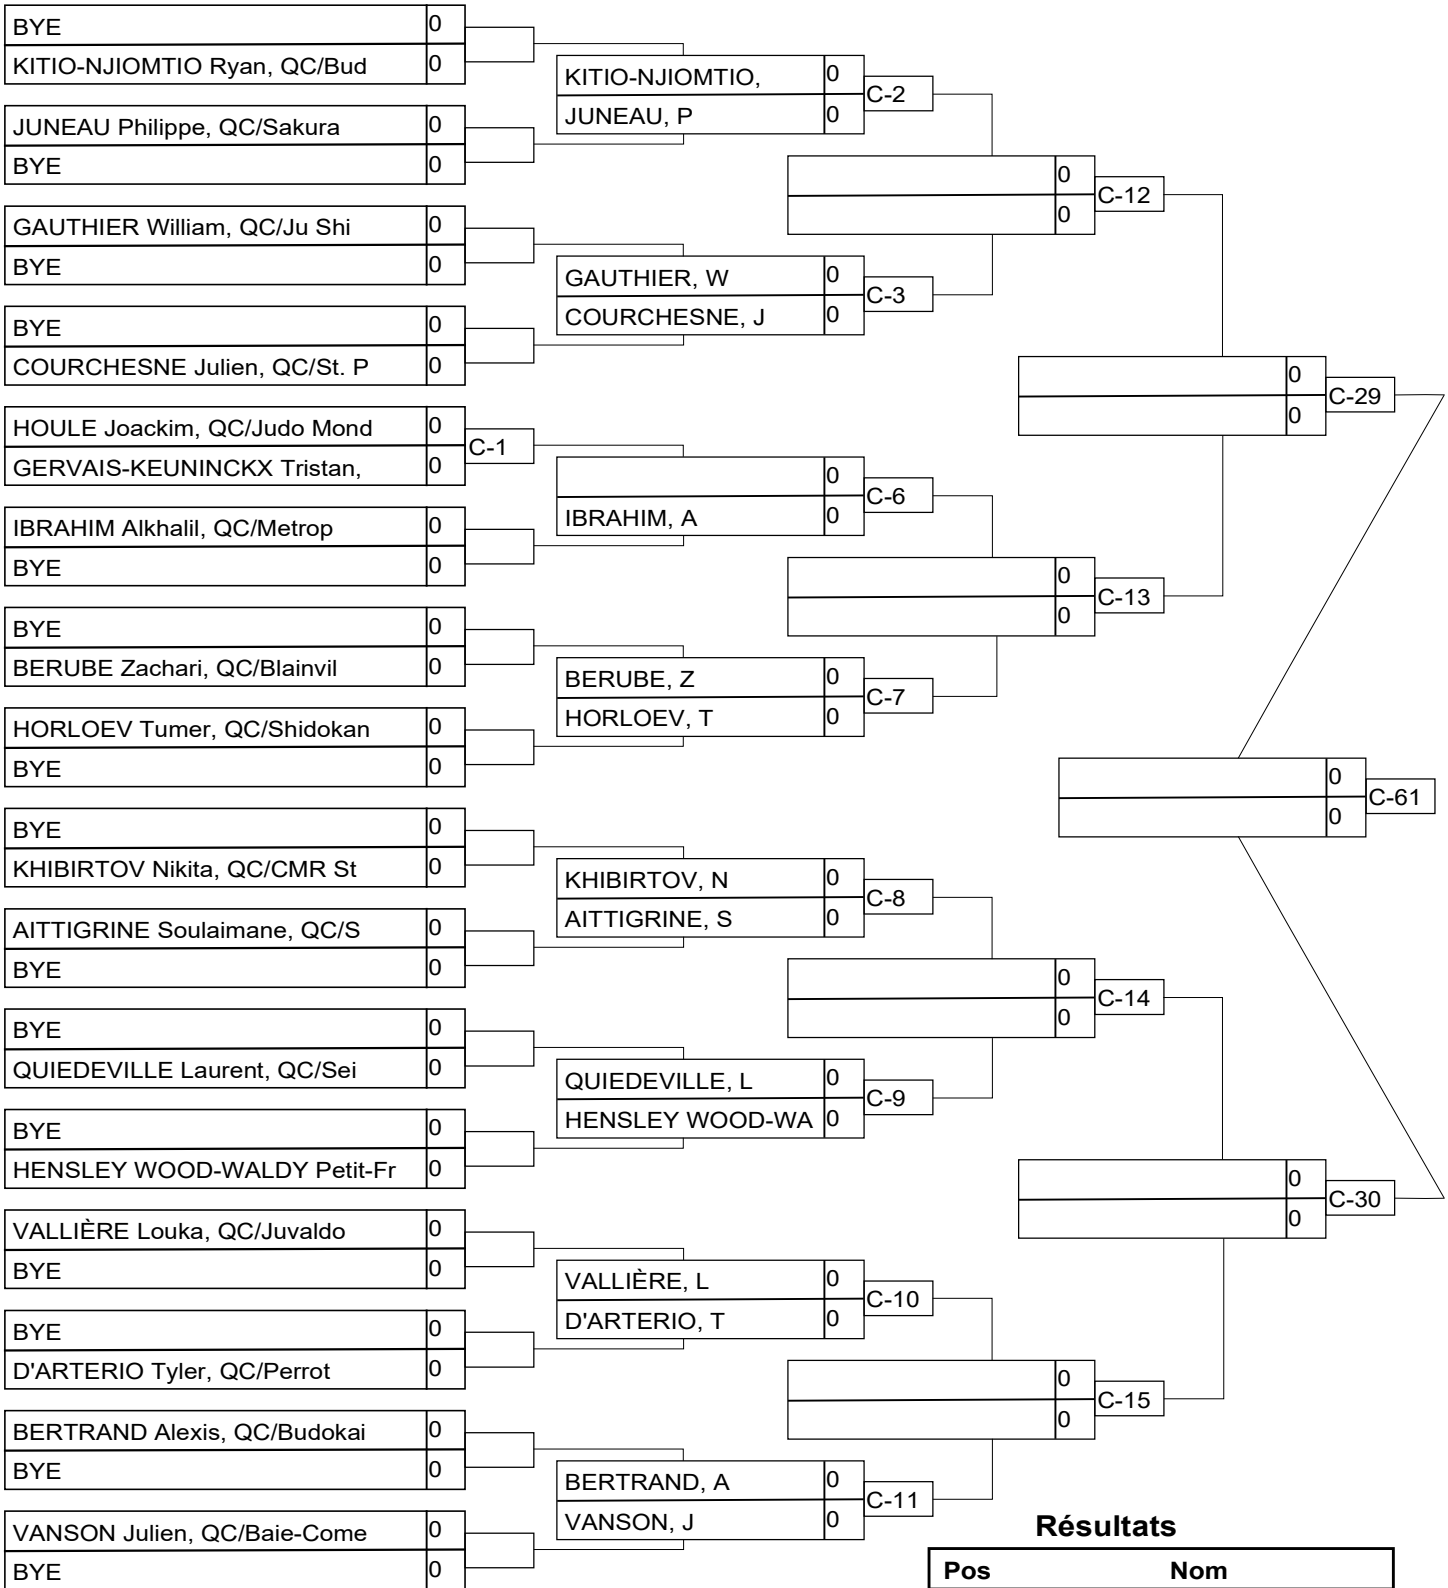 BYE 0
KITIO-NJIOMTIO Ryan, QC/Bud 0
JUNEAU Philippe, QC/Sakura 0
BYE 0
GAUTHIER William, QC/Ju Shi 0
BYE 0
BYE 0
COURCHESNE Julien, QC/St. P 0
HOULE Joackim, QC/Judo Mond 0
GERVAIS-KEUNINCKX Tristan, 0
C-1
IBRAHIM Alkhalil, QC/Metrop 0
BYE 0
BYE 0
BERUBE Zachari, QC/Blainvil 0
HORLOEV Tumer, QC/Shidokan 0
BYE 0
BYE 0
KHIBIRTOV Nikita, QC/CMR St 0
AITTIGRINE Soulaimane, QC/S 0
BYE 0
BYE 0
QUIEDEVILLE Laurent, QC/Sei 0
BYE 0
HENSLEY WOOD-WALDY Petit-Fr 0
VALLIÈRE Louka, QC/Juvaldo 0
BYE 0
BYE 0
D'ARTERIO Tyler, QC/Perrot 0
BERTRAND Alexis, QC/Budokai 0
BYE 0
VANSON Julien, QC/Baie-Come 0
BYE 0
KITIO-NJIOMTIO, 0
JUNEAU, P 0
C-2
GAUTHIER, W 0
COURCHESNE, J 0
C-3
0
IBRAHIM, A 0
C-6
BERUBE, Z 0
HORLOEV, T 0
C-7
KHIBIRTOV, N 0
AITTIGRINE, S 0
C-8
QUIEDEVILLE, L 0
HENSLEY WOOD-WA 0
C-9
VALLIÈRE, L 0
D'ARTERIO, T 0
C-10
BERTRAND, A 0
VANSON, J 0
C-11
0
0
C-12
0
0
C-13
0
0
C-14
0
0
C-15
0
0
C-29
0
0
C-30
0
0
C-61
Résultats
Pos Nom